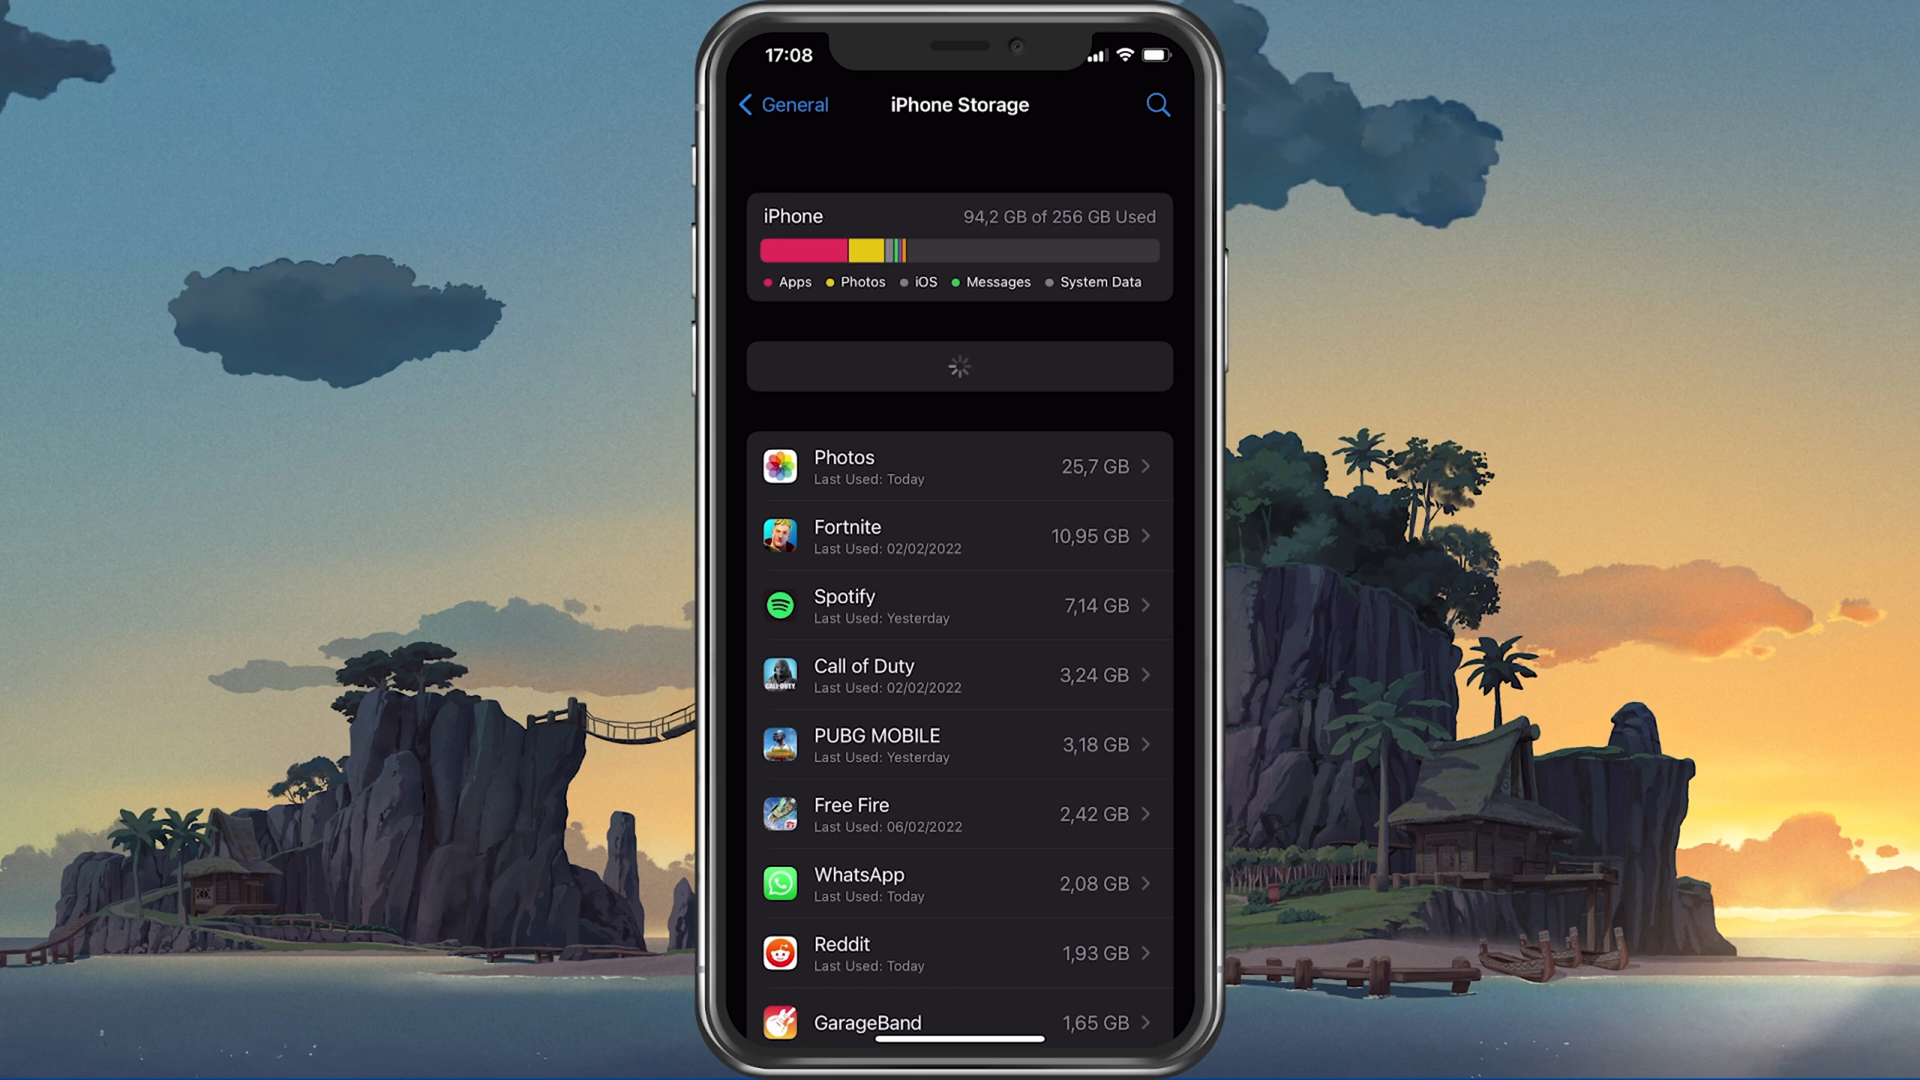 17:08
General
iPhone Storage
iPhone
94,2 GB of 256 GB Used
Apps
Photos
iOS
Messages
System Data
Photos
25,7 GB
Last Used: Today
Fortnite
10,95 GB
Last Used: 02/02/2022
Spotify
7,14 GB
Last Used: Yesterday
Call of Duty
3,24 GB
Last Used: 02/02/2022
CALL·DUTY
PUBG MOBILE
3,18 GB
Last Used: Yesterday
Free Fire
2,42 GB
Last Used: 06/02/2022
WhatsApp
2,08 GB
Last Used: Today
Reddit
1,93 GB
Last Used: Today
GarageBand
1,65 GB